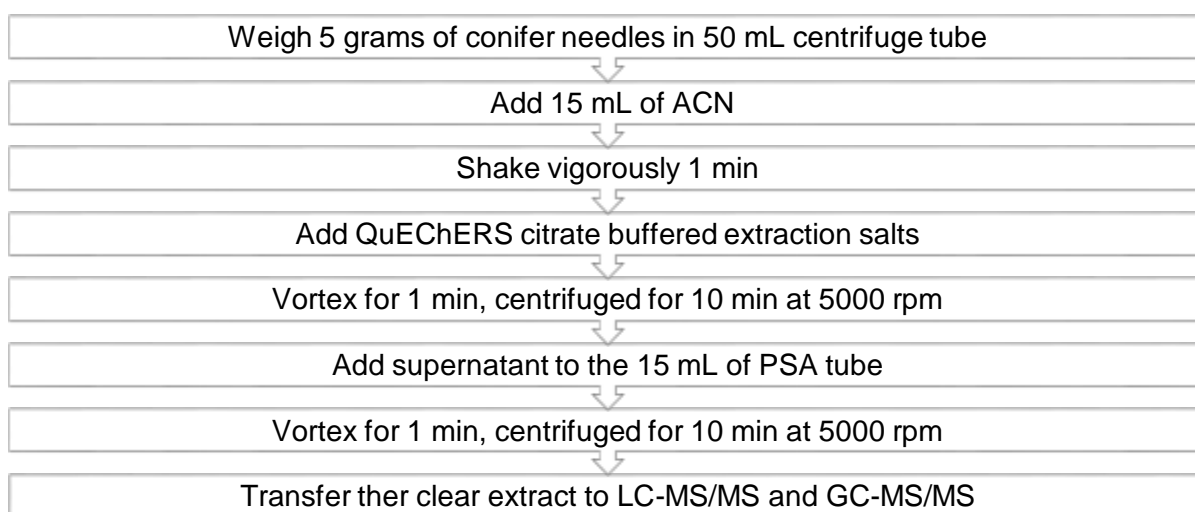 Weigh 5 grams of conifer needles in 50 mL centrifuge tube
Add 15 mL of ACN
Shake vigorously 1 min
Add QuEChERS citrate buffered extraction salts
Vortex for 1 min, centrifuged for 10 min at 5000 rpm
Add supernatant to the 15 mL of PSA tube
Vortex for 1 min, centrifuged for 10 min at 5000 rpm
Transfer ther clear extract to LC-MS/MS and GC-MS/MS